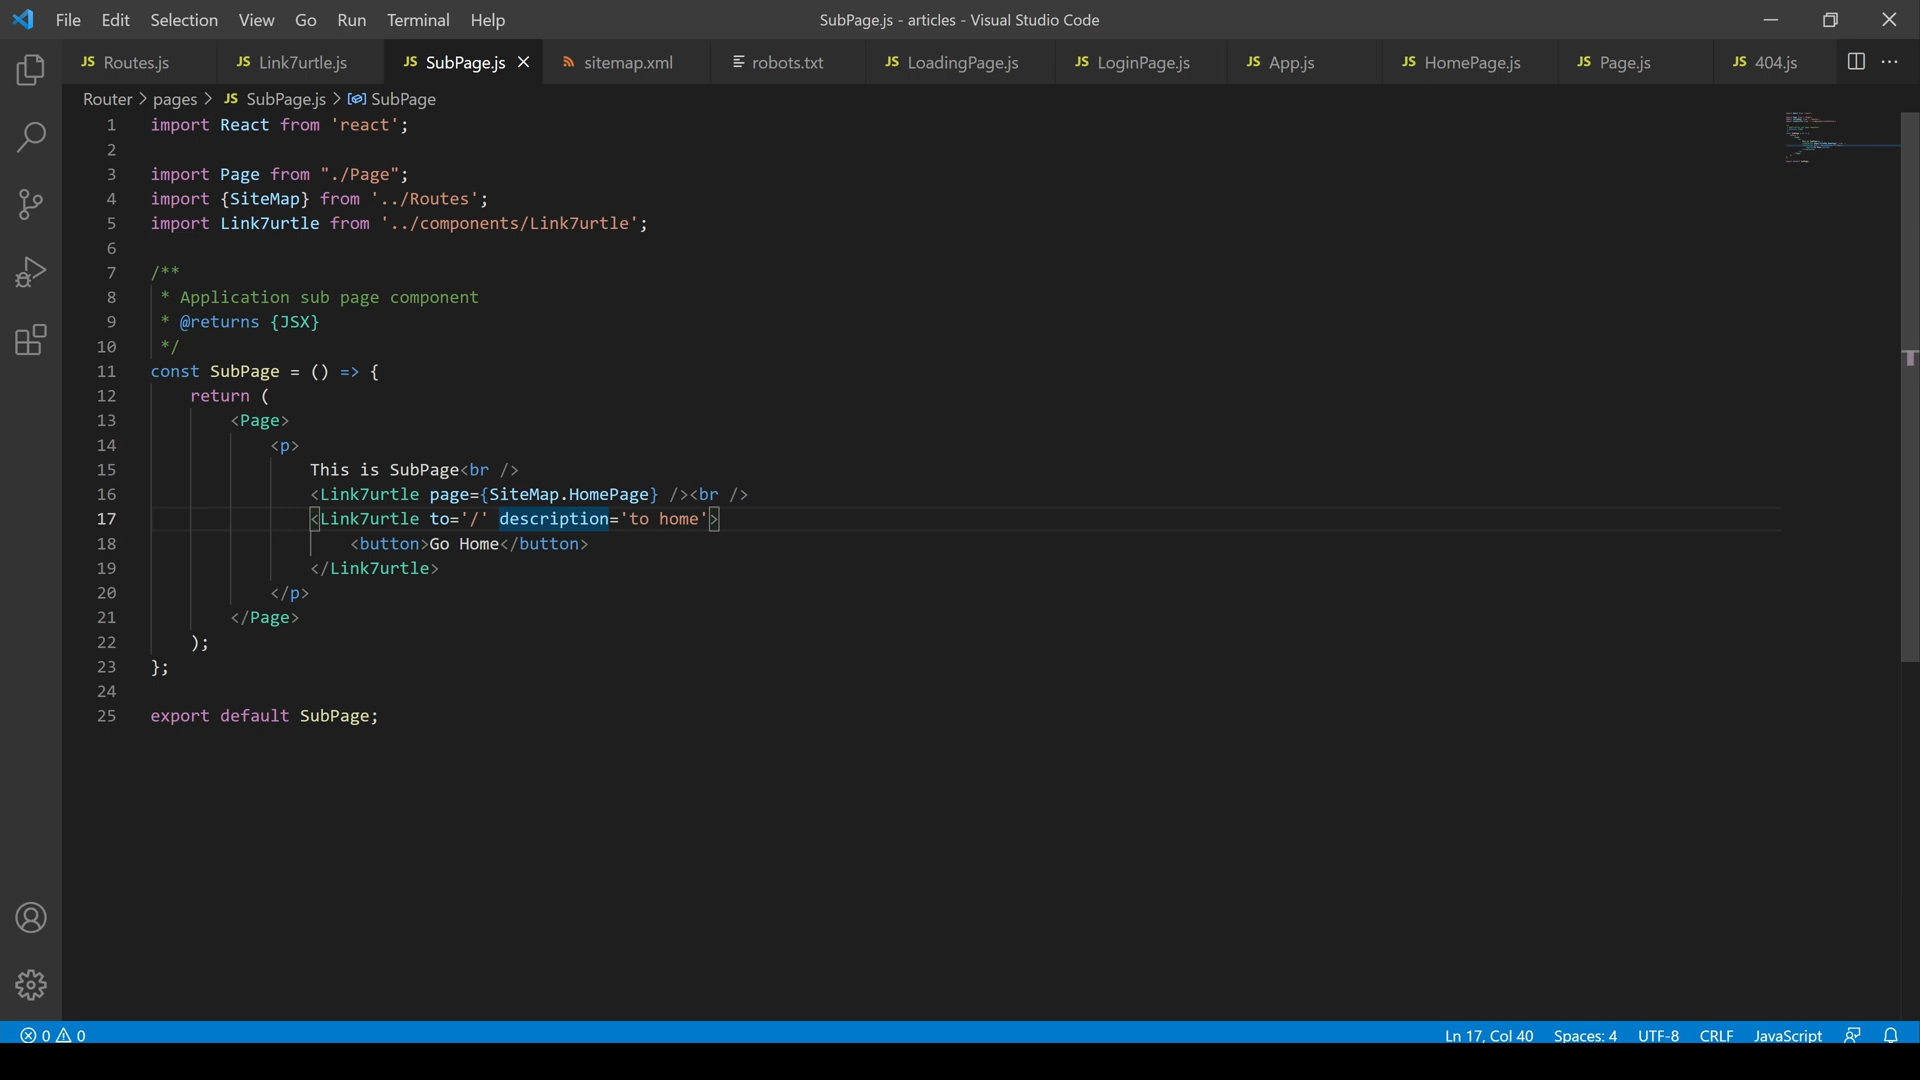 File Edit Selection View Go Run Terminal Help SubPage.js - articles - Visual Studio Code
JS Routes.js JS Link7urtle.js JS SubPage.js sitemap.xml robots.txt JS LoadingPage.js JS LoginPage.js JS App.js JS HomePage.js JS Page.js JS 404.js
Router > pages > JS SubPage.js > SubPage
1 import React from 'react';
2
3 import Page from "./Page";
4 import {SiteMap} from '../Routes';
5 import Link7urtle from '../components/Link7urtle';
6
7 /**
8 * Application sub page component
9 * @returns {JSX}
10 */
11 const SubPage = () => {
12 return (
13 <Page>
14 <p>
15 This is SubPage<br />
16 <Link7urtle page={SiteMap.HomePage} /><br />
17 <Link7urtle to='/' description='to home'>
18 <button>Go Home</button>
19 </Link7urtle>
20 </p>
21 </Page>
22 );
23 };
24
25 export default SubPage;
0 0 Ln 17, Col 40 Spaces: 4 UTF-8 CRLF JavaScript